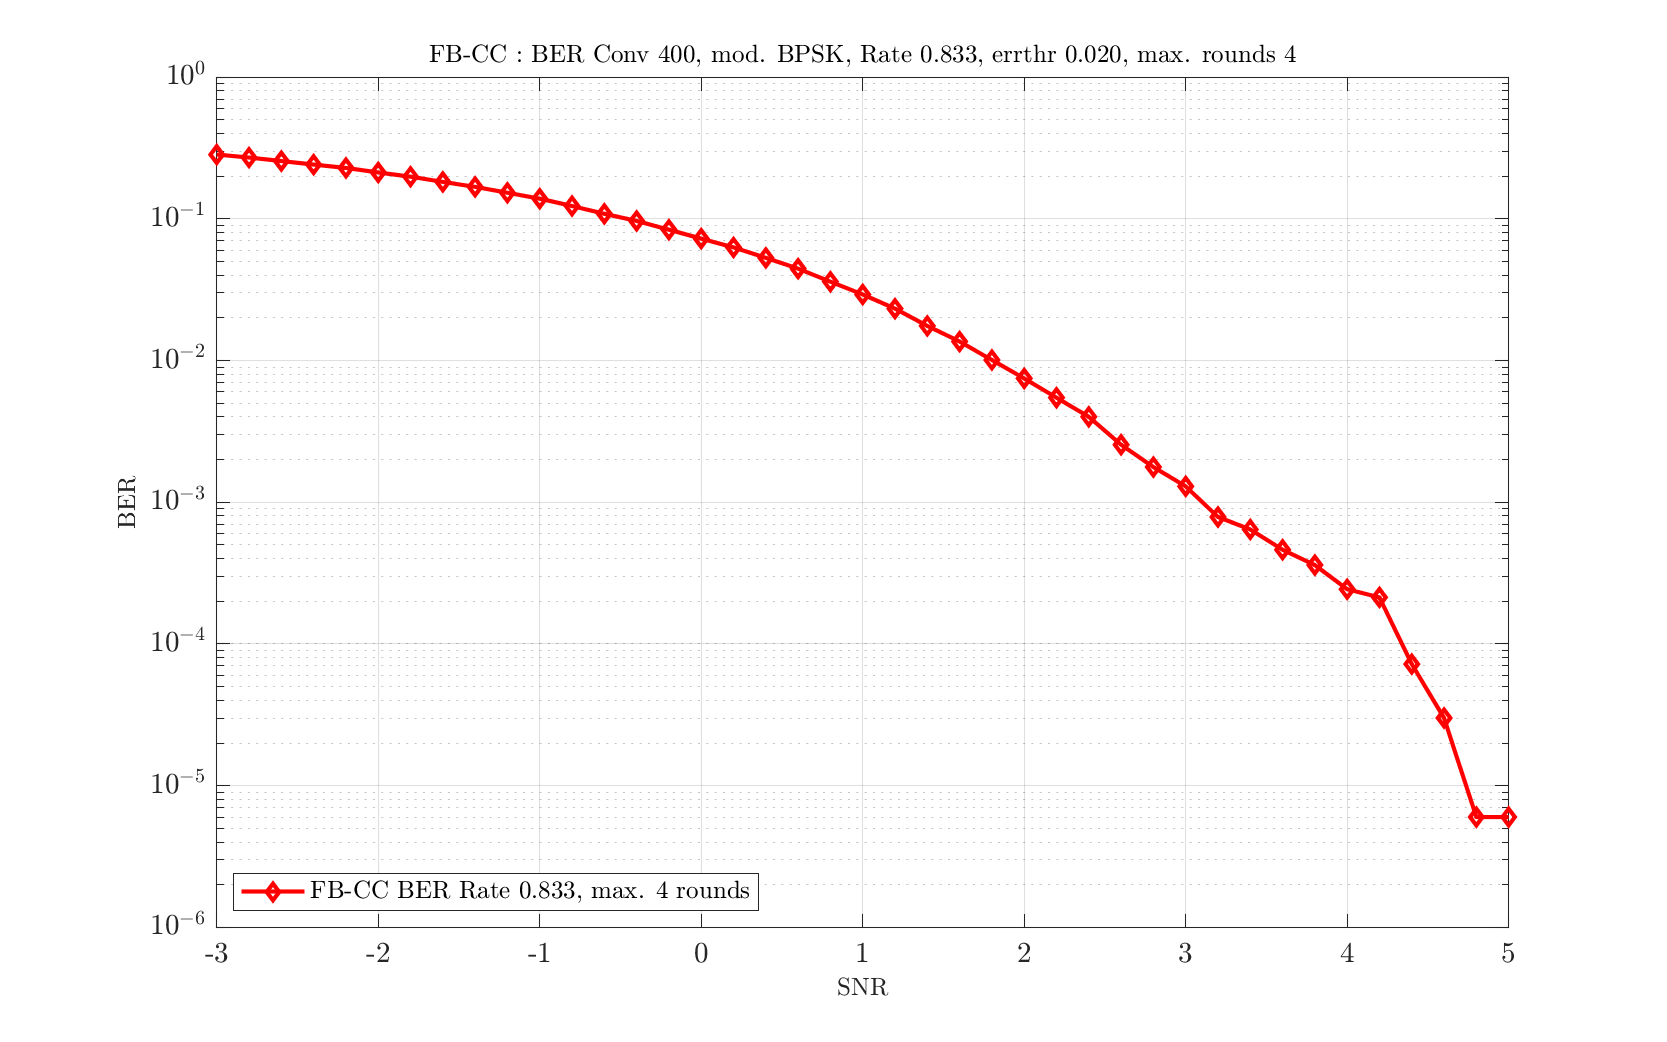 FB-CC : BER Conv 400, mod. BPSK, Rate 0.833, errthr 0.020, max. rounds 4
10^0
10^-1
10^-2
10^-3
10^-4
10^-5
10^-6
BER
FB-CC BER Rate 0.833, max. 4 rounds
-3 -2 -1 0 1 2 3 4 5
SNR